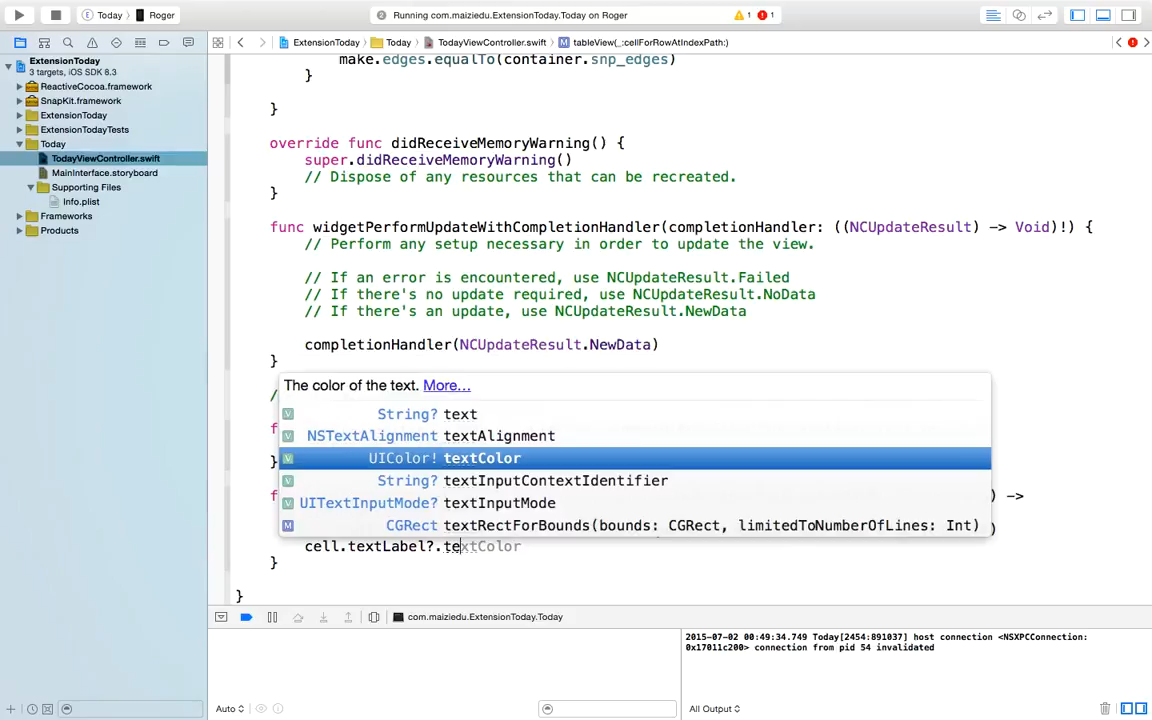 Today
Roger
Running com.maiziedu.ExtensionToday.Today on Roger
1
1
ExtensionToday
Today
TodayViewController.swift
tableView(_:cellForRowAtIndexPath:)
ExtensionToday
3 targets, iOS SDK 8.3
ReactiveCocoa.framework
SnapKit.framework
ExtensionToday
ExtensionTodayTests
Today
TodayViewController.swift
MainInterface.storyboard
Supporting Files
Info.plist
Frameworks
Products
make.edges.equalTo(container.snp_edges)
}
}
override func didReceiveMemoryWarning() {
super.didReceiveMemoryWarning()
// Dispose of any resources that can be recreated.
}
func widgetPerformUpdateWithCompletionHandler(completionHandler: ((NCUpdateResult) -> Void)!) {
// Perform any setup necessary in order to update the view.
// If an error is encountered, use NCUpdateResult.Failed
// If there's no update required, use NCUpdateResult.NoData
// If there's an update, use NCUpdateResult.NewData
completionHandler(NCUpdateResult.NewData)
}
The color of the text. More...
String? text
NSTextAlignment textAlignment
UIColor! textColor
String? textInputContextIdentifier
UITextInputMode? textInputMode
CGRect textRectForBounds(bounds: CGRect, limitedToNumberOfLines: Int)
) ->
)
cell.textLabel?.textColor
}
}
com.maiziedu.ExtensionToday.Today
2015-07-02 00:49:34.749 Today[2454:891037] host connection <NSXPCConnection:
0x17011c200> connection from pid 54 invalidated
Auto
All Output